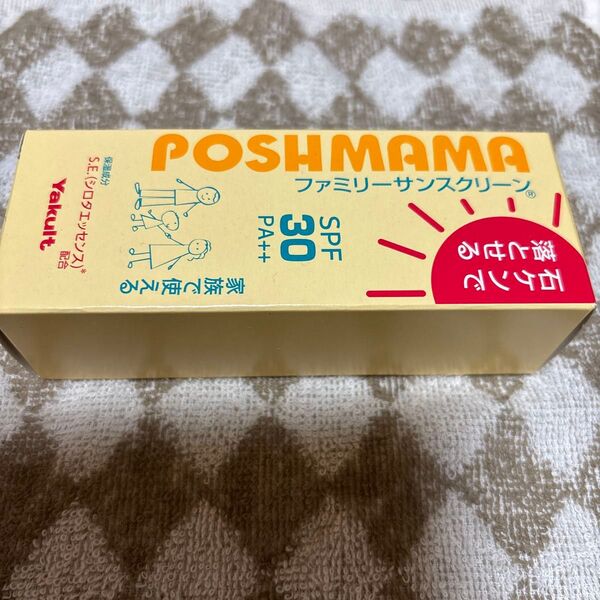 POSHMAMA
ファミリーサンスクリーン®
石ケンで
落とせる
SPF
30
PA++
家族で使える
保湿成分
S.E.(シロタエッセンス)*
配合
Yakult